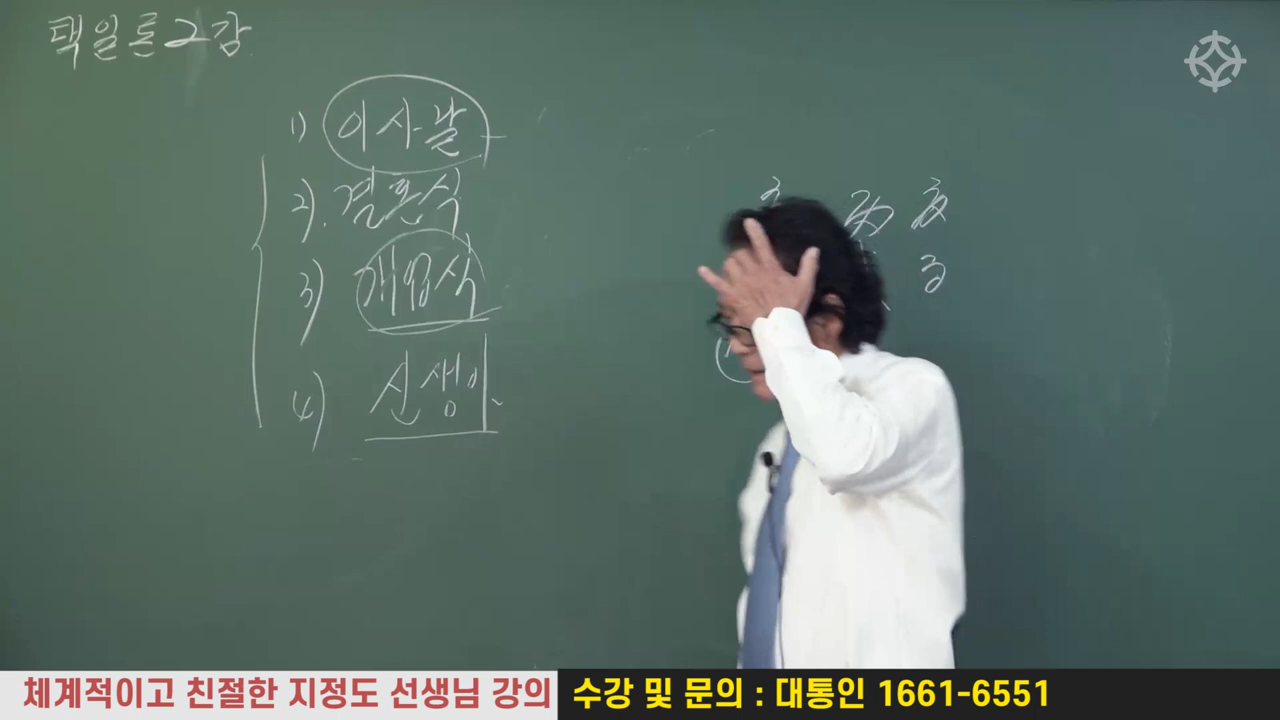 택일론 2강
1) 이사날
2). 결혼식
3) 개업식
4) 신생아
체계적이고 친절한 지정도 선생님 강의
수강 및 문의 : 대통인 1661-6551